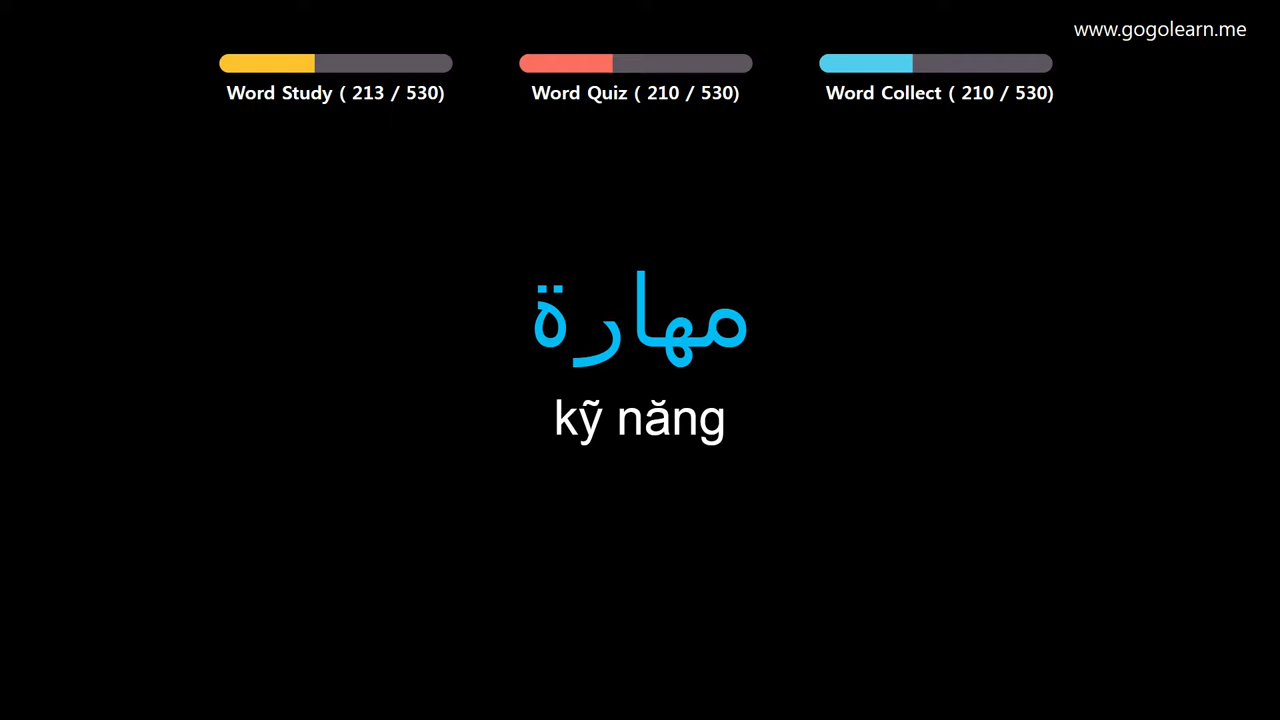 www.gogolearn.me
Word Study ( 213 / 530)
Word Quiz ( 210 / 530)
Word Collect ( 210 / 530)
مهارة
kỹ năng